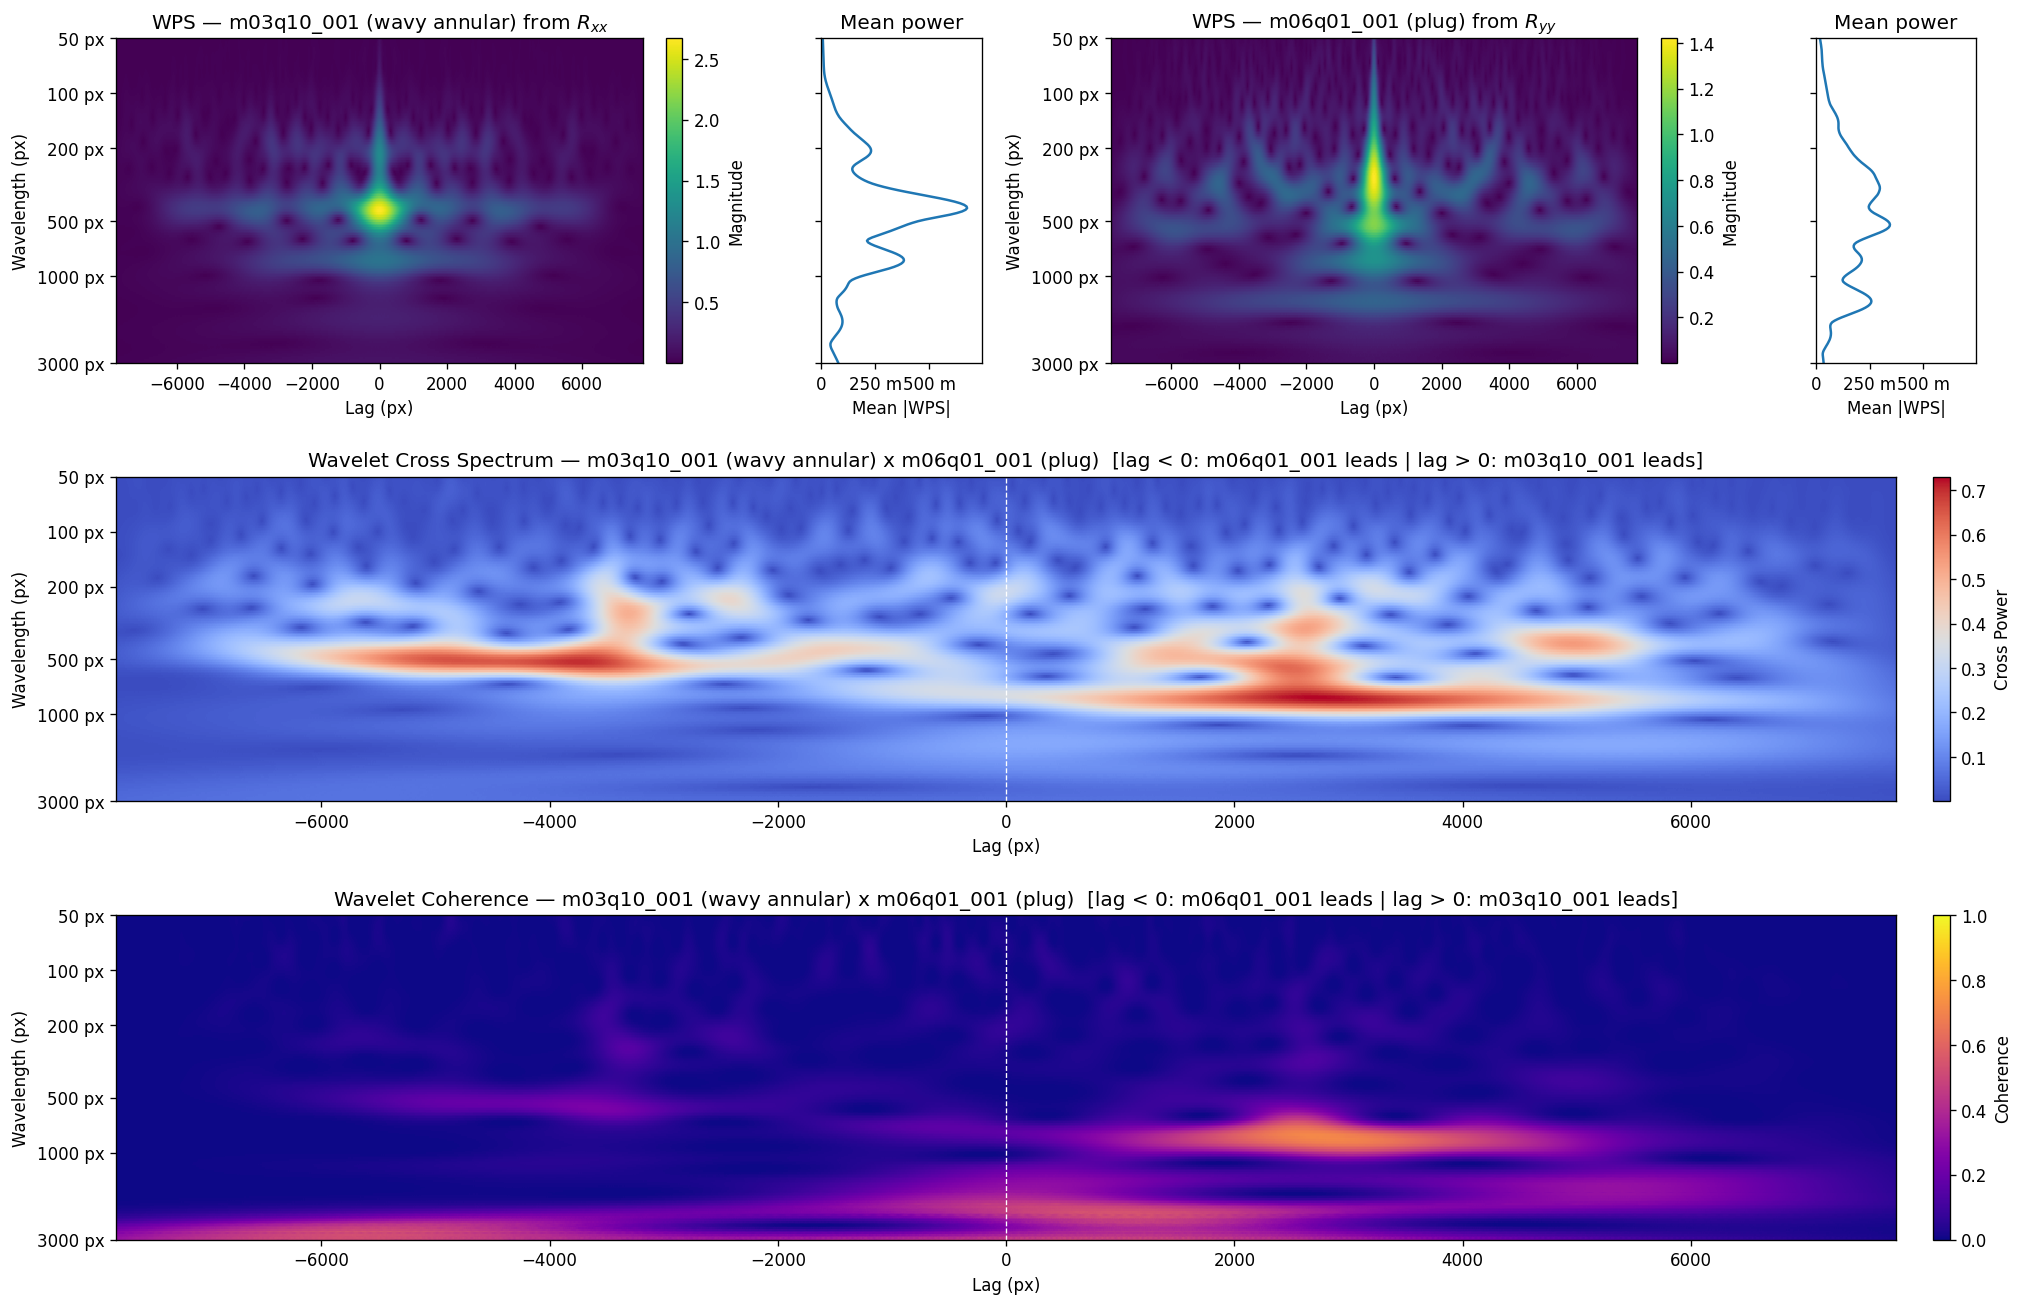 WPS — m03q10_001 (wavy annular) from Rxx
50 px
100 px
200 px
500 px
1000 px
3000 px
Wavelength (px)
−6000 −4000 −2000 0 2000 4000 6000
Lag (px)
2.5
2.0
1.5
1.0
0.5
Magnitude
Mean power
0 250 m 500 m
Mean |WPS|
WPS — m06q01_001 (plug) from Ryy
50 px
100 px
200 px
500 px
1000 px
3000 px
Wavelength (px)
−6000 −4000 −2000 0 2000 4000 6000
Lag (px)
1.4
1.2
1.0
0.8
0.6
0.4
0.2
Magnitude
Mean power
0 250 m 500 m
Mean |WPS|
Wavelet Cross Spectrum — m03q10_001 (wavy annular) x m06q01_001 (plug) [lag < 0: m06q01_001 leads | lag > 0: m03q10_001 leads]
50 px
100 px
200 px
500 px
1000 px
3000 px
Wavelength (px)
−6000 −4000 −2000 0 2000 4000 6000
Lag (px)
0.7
0.6
0.5
0.4
0.3
0.2
0.1
Cross Power
Wavelet Coherence — m03q10_001 (wavy annular) x m06q01_001 (plug) [lag < 0: m06q01_001 leads | lag > 0: m03q10_001 leads]
50 px
100 px
200 px
500 px
1000 px
3000 px
Wavelength (px)
−6000 −4000 −2000 0 2000 4000 6000
Lag (px)
1.0
0.8
0.6
0.4
0.2
0.0
Coherence